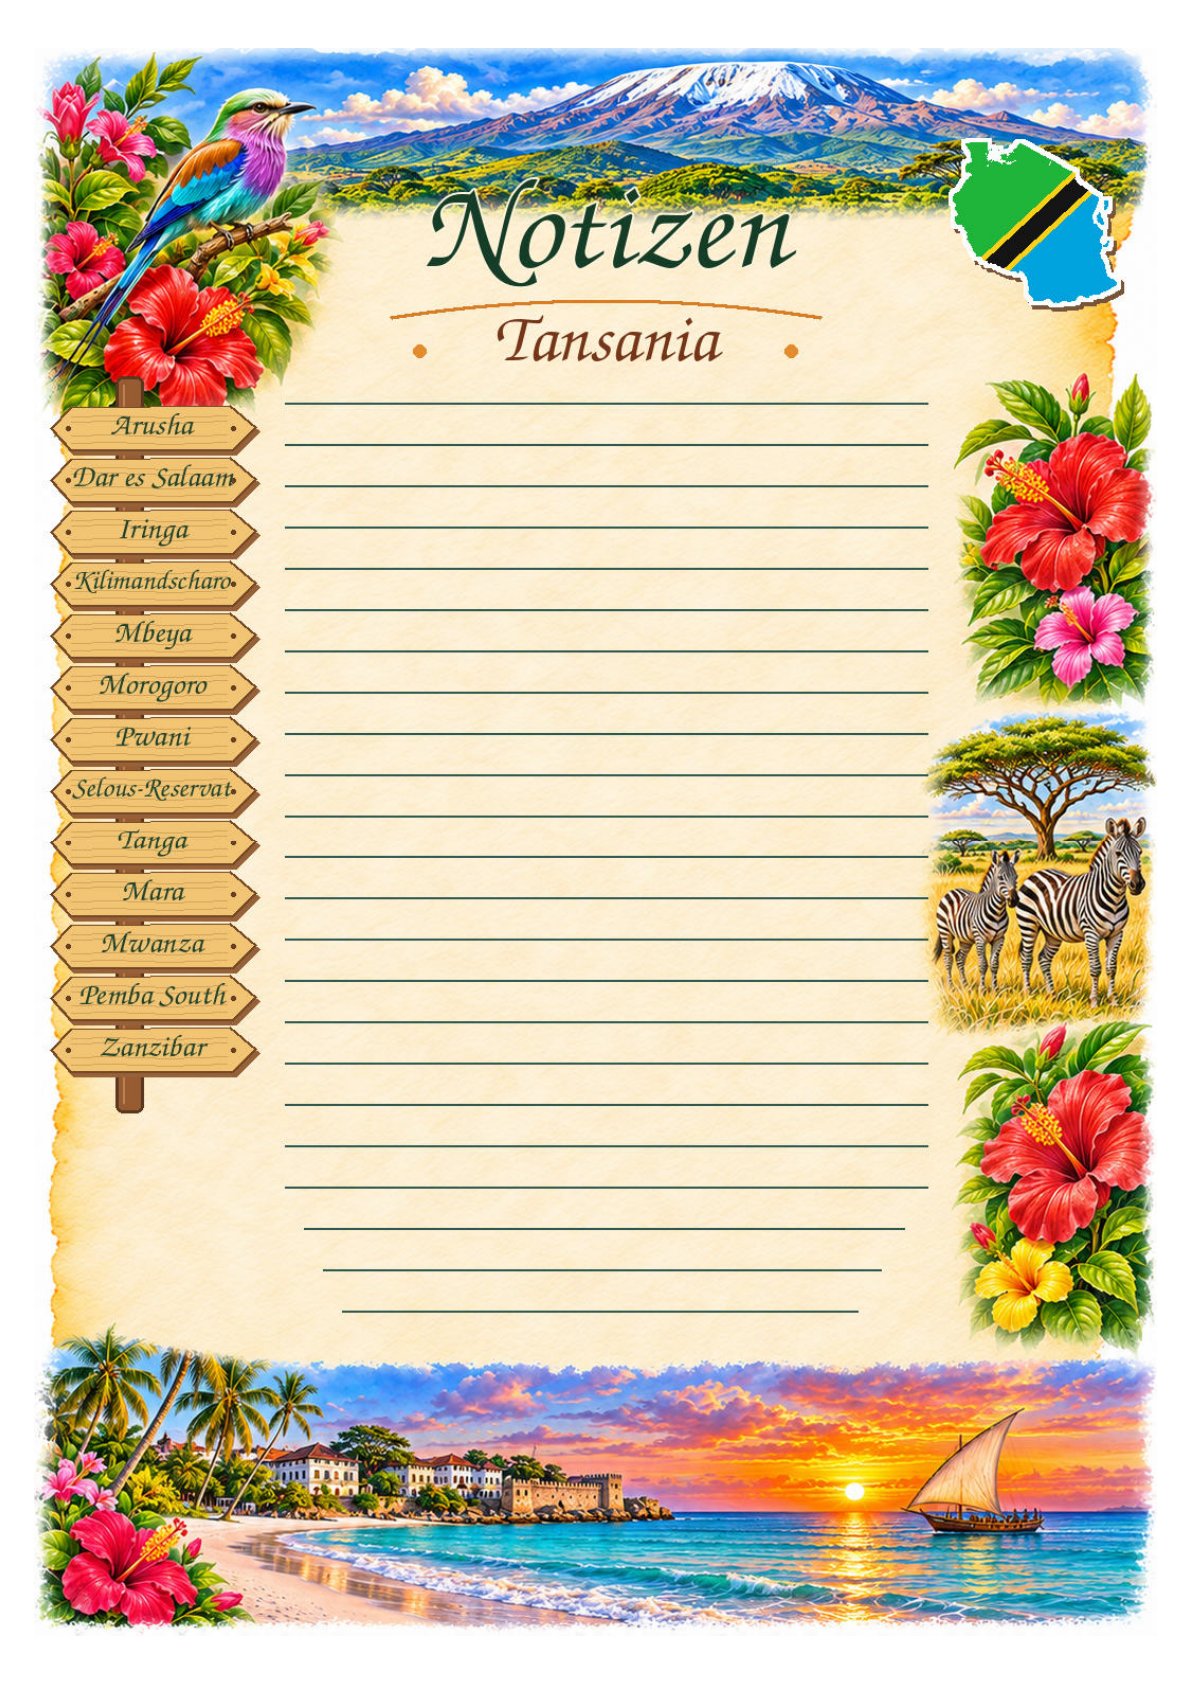 Notizen
Tansania
Arusha
Dar es Salaam
Iringa
Kilimandscharo
Mbeya
Morogoro
Pwani
Selous-Reservat
Tanga
Mara
Mwanza
Pemba South
Zanzibar